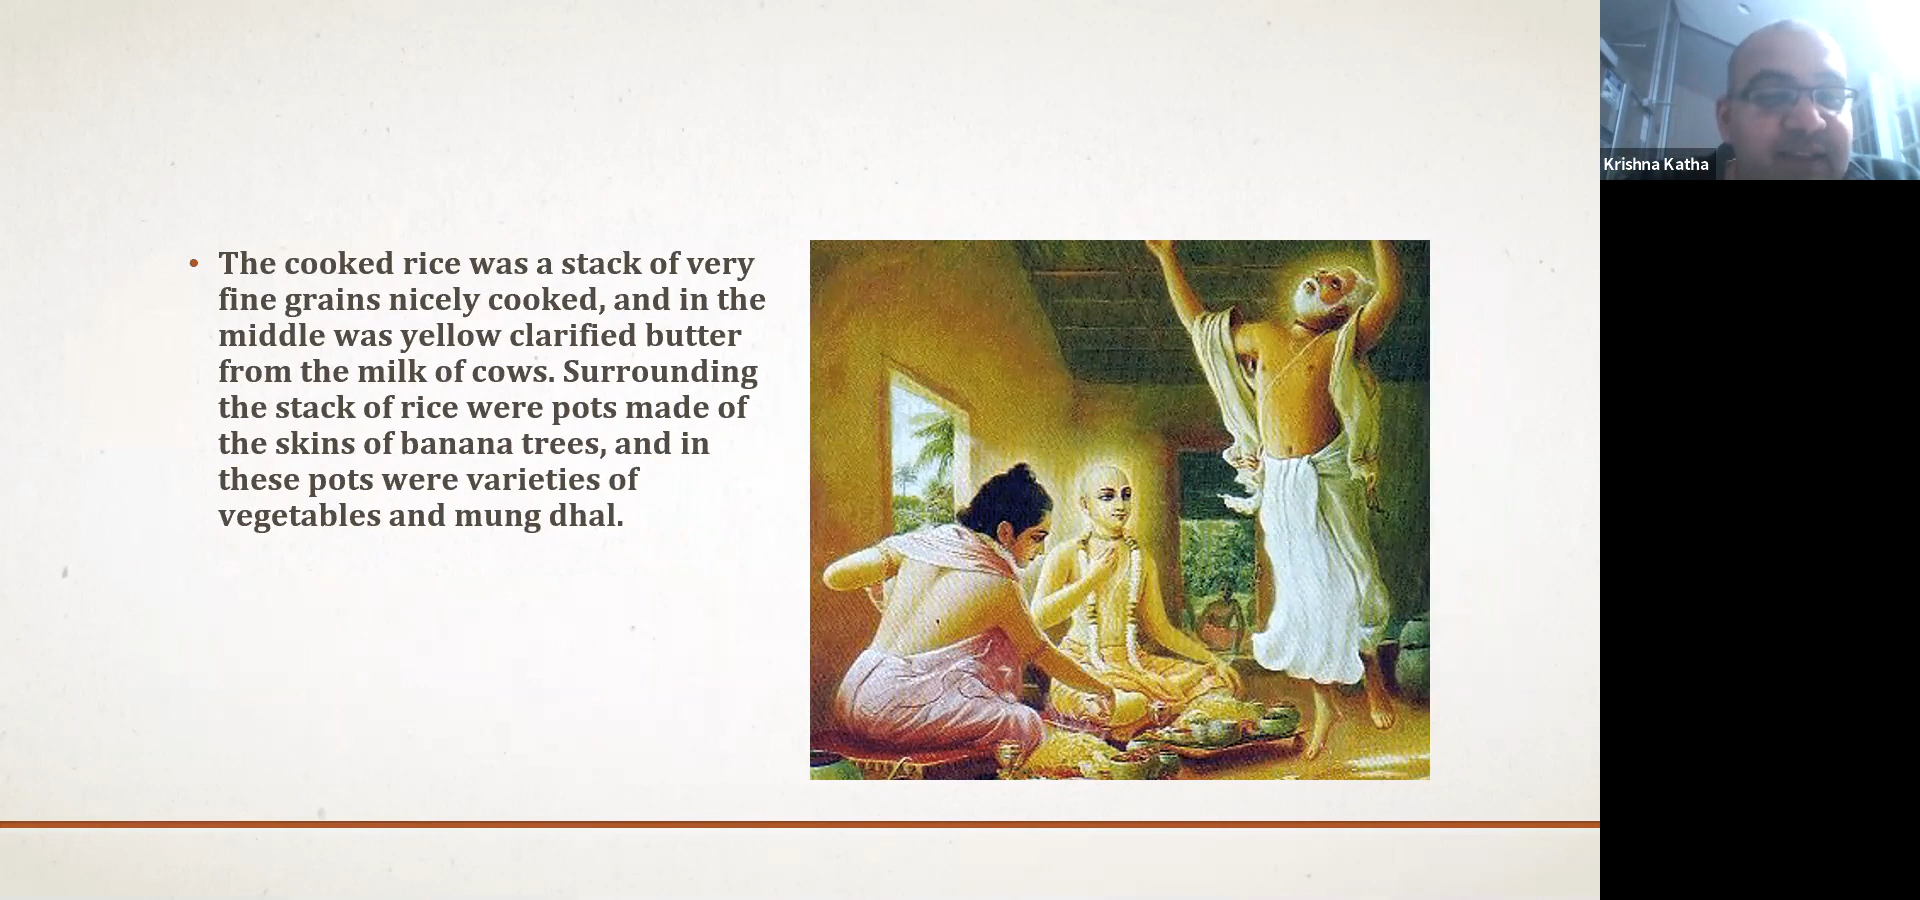 • The cooked rice was a stack of very
fine grains nicely cooked, and in the
middle was yellow clarified butter
from the milk of cows. Surrounding
the stack of rice were pots made of
the skins of banana trees, and in
these pots were varieties of
vegetables and mung dhal.
Krishna Katha